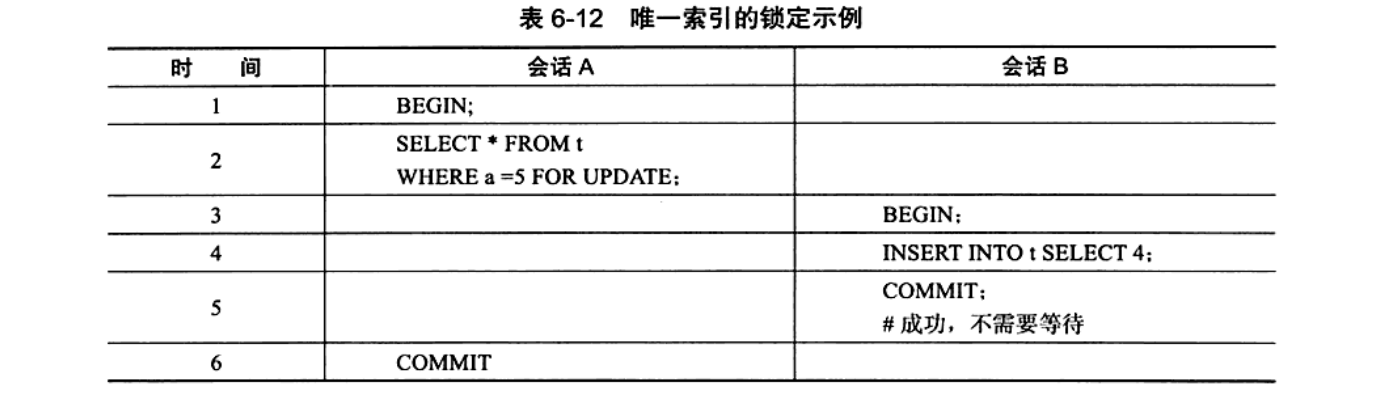 表 6-12 唯一索引的锁定示例
时 间 会话 A 会话 B
1 BEGIN;
2 SELECT * FROM t
WHERE a =5 FOR UPDATE;
3 BEGIN;
4 INSERT INTO t SELECT 4;
5 COMMIT;
# 成功，不需要等待
6 COMMIT